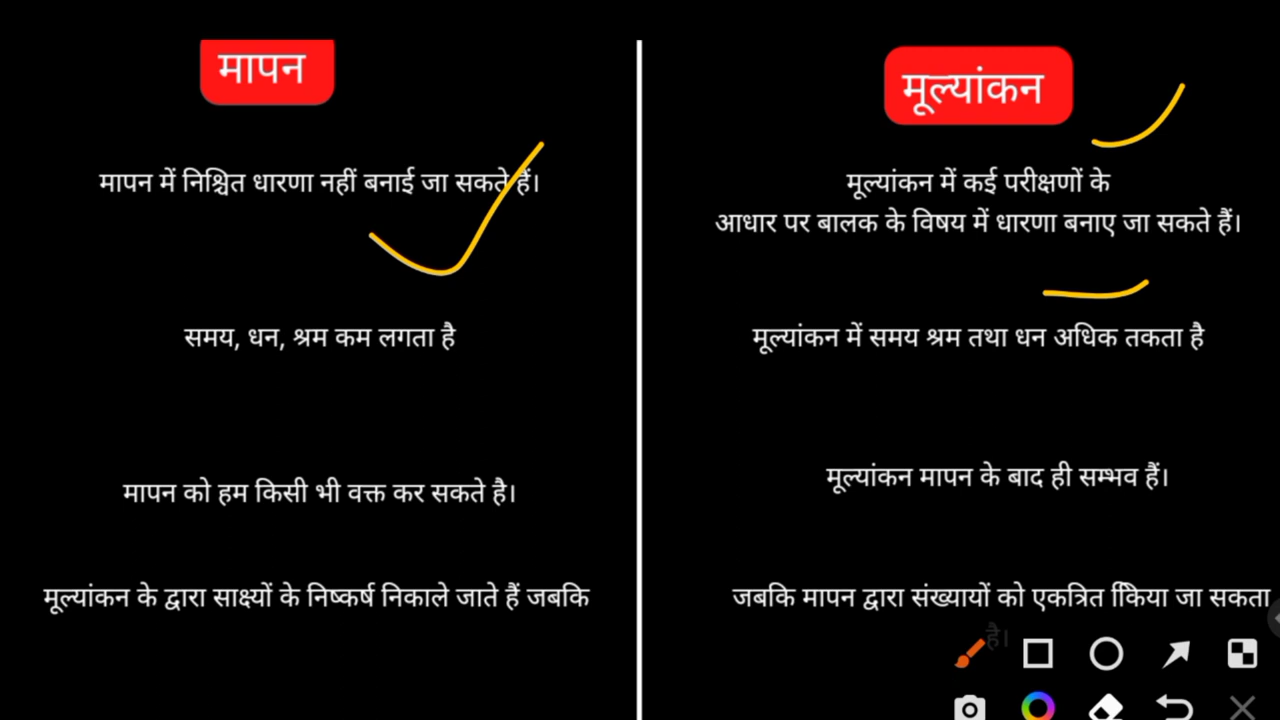 मापन
मापन में निश्चित धारणा नहीं बनाई जा सकते हैं।
समय, धन, श्रम कम लगता है
मापन को हम किसी भी वक्त कर सकते है।
मूल्यांकन के द्वारा साक्ष्यों के निष्कर्ष निकाले जाते हैं जबकि
मूल्यांकन
मूल्यांकन में कई परीक्षणों के
आधार पर बालक के विषय में धारणा बनाए जा सकते हैं।
मूल्यांकन में समय श्रम तथा धन अधिक तकता है
मूल्यांकन मापन के बाद ही सम्भव हैं।
जबकि मापन द्वारा संख्यायों को एकत्रित किया जा सकता
है।